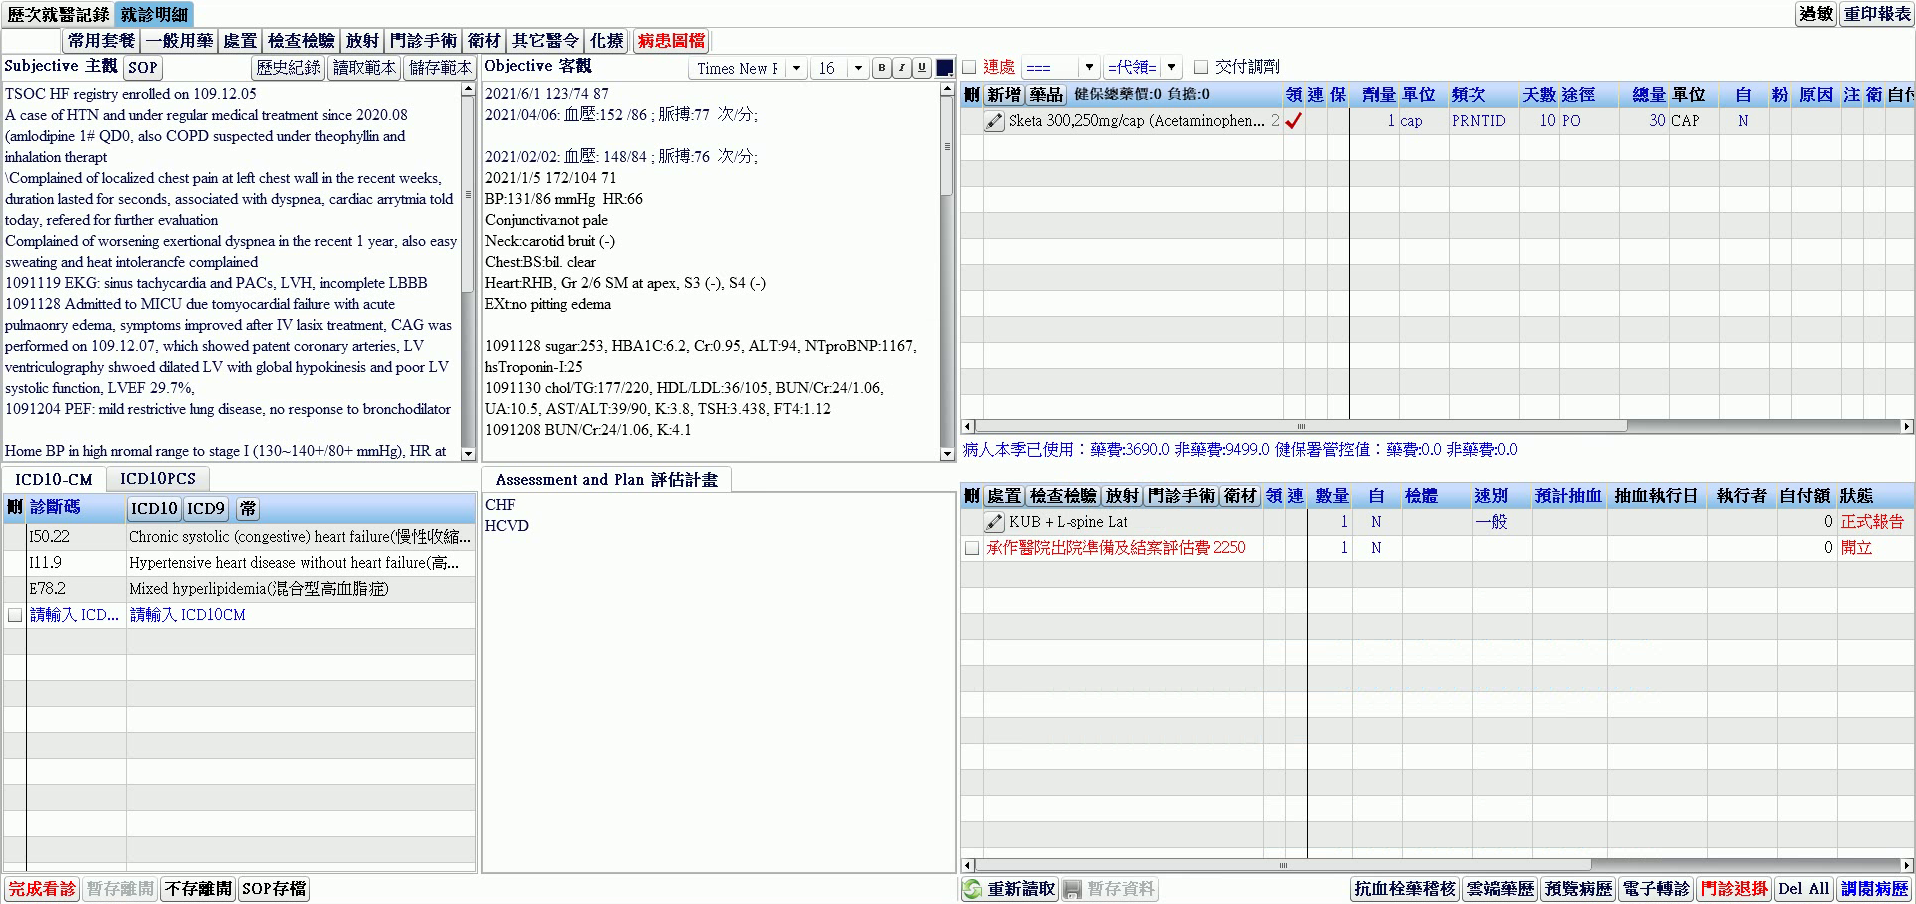 歷次就醫記錄 就診明細 過敏 重印報表
常用套餐 一般用藥 處置 檢查檢驗 放射 門診手術 衛材 其它醫令 化療 病患圖檔
Subjective 主觀 SOP 歷史紀錄 讀取範本 儲存範本
TSOC HF registry enrolled on 109.12.05
A case of HTN and under regular medical treatment since 2020.08
(amlodipine 1# QD0, also COPD suspected under theophyllin and
inhalation therapt
\Complained of localized chest pain at left chest wall in the recent weeks,
duration lasted for seconds, associated with dyspnea, cardiac arrytmia told
today, refered for further evaluation
Complained of worsening exertional dyspnea in the recent 1 year, also easy
sweating and heat intolerancfe complained
1091119 EKG: sinus tachycardia and PACs, LVH, incomplete LBBB
1091128 Admitted to MICU due tomyocardial failure with acute
pulmaonry edema, symptoms improved after IV lasix treatment, CAG was
performed on 109.12.07, which showed patent coronary arteries, LV
ventriculography shwoed dilated LV with global hypokinesis and poor LV
systolic function, LVEF 29.7%,
1091204 PEF: mild restrictive lung disease, no response to bronchodilator
Home BP in high nromal range to stage I (130~140+/80+ mmHg), HR at
Objective 客觀 Times New F 16 B I U
2021/6/1 123/74 87
2021/04/06: 血壓:152 /86 ; 脈搏:77 次/分;
2021/02/02: 血壓: 148/84 ; 脈搏:76 次/分;
2021/1/5 172/104 71
BP:131/86 mmHg HR:66
Conjunctiva:not pale
Neck:carotid bruit (-)
Chest:BS:bil. clear
Heart:RHB, Gr 2/6 SM at apex, S3 (-), S4 (-)
EXt:no pitting edema
1091128 sugar:253, HBA1C:6.2, Cr:0.95, ALT:94, NTproBNP:1167,
hsTroponin-I:25
1091130 chol/TG:177/220, HDL/LDL:36/105, BUN/Cr:24/1.06,
UA:10.5, AST/ALT:39/90, K:3.8, TSH:3.438, FT4:1.12
1091208 BUN/Cr:24/1.06, K:4.1
連處 === =代領= 交付調劑
刪 新增 藥品 健保總藥價:0 負擔:0 領 連 保 劑量 單位 頻次 天數 途徑 總量 單位 自 粉 原因 注 衛 自付
Sketa 300,250mg/cap (Acetaminophen... 2 1 cap PRNTID 10 PO 30 CAP N
病人本季已使用：藥費:3690.0 非藥費:9499.0 健保署管控值：藥費:0.0 非藥費:0.0
ICD10-CM ICD10PCS
刪 診斷碼 ICD10 ICD9 常
I50.22 Chronic systolic (congestive) heart failure(慢性收縮...
I11.9 Hypertensive heart disease without heart failure(高...
E78.2 Mixed hyperlipidemia(混合型高血脂症)
請輸入 ICD... 請輸入 ICD10CM
Assessment and Plan 評估計畫
CHF
HCVD
刪 處置 檢查檢驗 放射 門診手術 衛材 領 連 數量 自 檢體 速別 預計抽血 抽血執行日 執行者 自付額 狀態
KUB + L-spine Lat 1 N 一般 0 正式報告
承作醫院出院準備及結案評估費 2250 1 N 0 開立
完成看診 暫存離開 不存離開 SOP存檔 重新讀取 暫存資料 抗血栓藥稽核 雲端藥歷 預覽病歷 電子轉診 門診退掛 Del All 調閱病歷